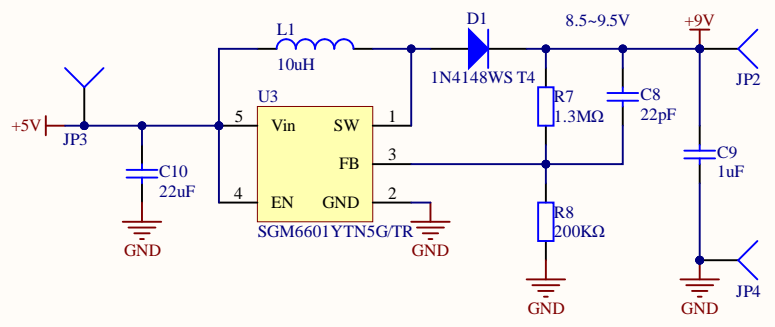 D1
8.5~9.5V
+9V
L1
10uH
1N4148WS T4
JP2
U3
R7
1.3MΩ
C8
22pF
+5V
JP3
5
Vin
SW
1
FB
3
C9
1uF
C10
22uF
4
EN
GND
2
R8
200KΩ
SGM6601YTN5G/TR
GND
GND
GND
GND
JP4